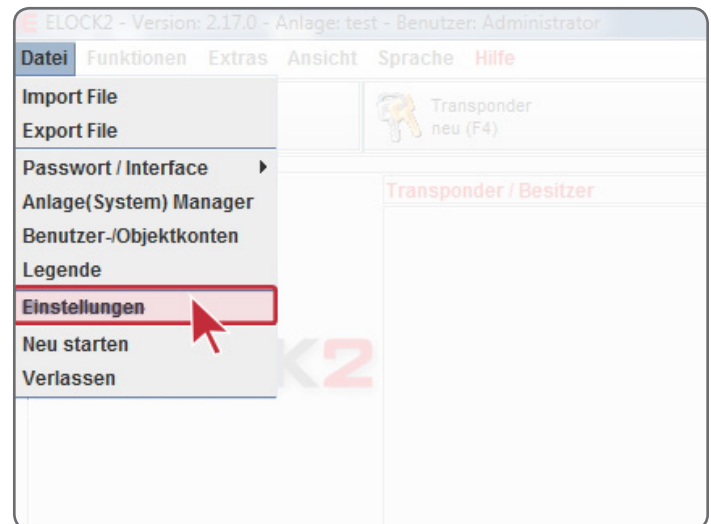 ELOCK2 - Version: 2.17.0 - Anlage: test - Benutzer: Administrator
Datei Funktionen Extras Ansicht Sprache Hilfe
Import File
Export File
Passwort / Interface
Anlage(System) Manager
Benutzer-/Objektkonten
Legende
Einstellungen
Neu starten
Verlassen
Transponder
neu (F4)
Transponder / Besitzer
CK2